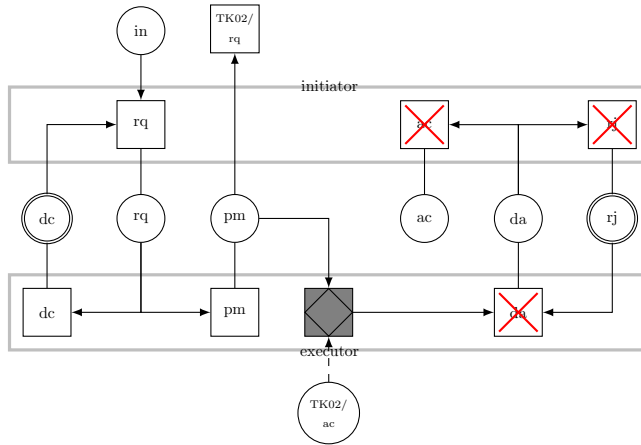 in
TK02/
rq
initiator
rq
ac
rj
dc
rq
pm
ac
da
rj
dc
pm
da
executor
TK02/
ac